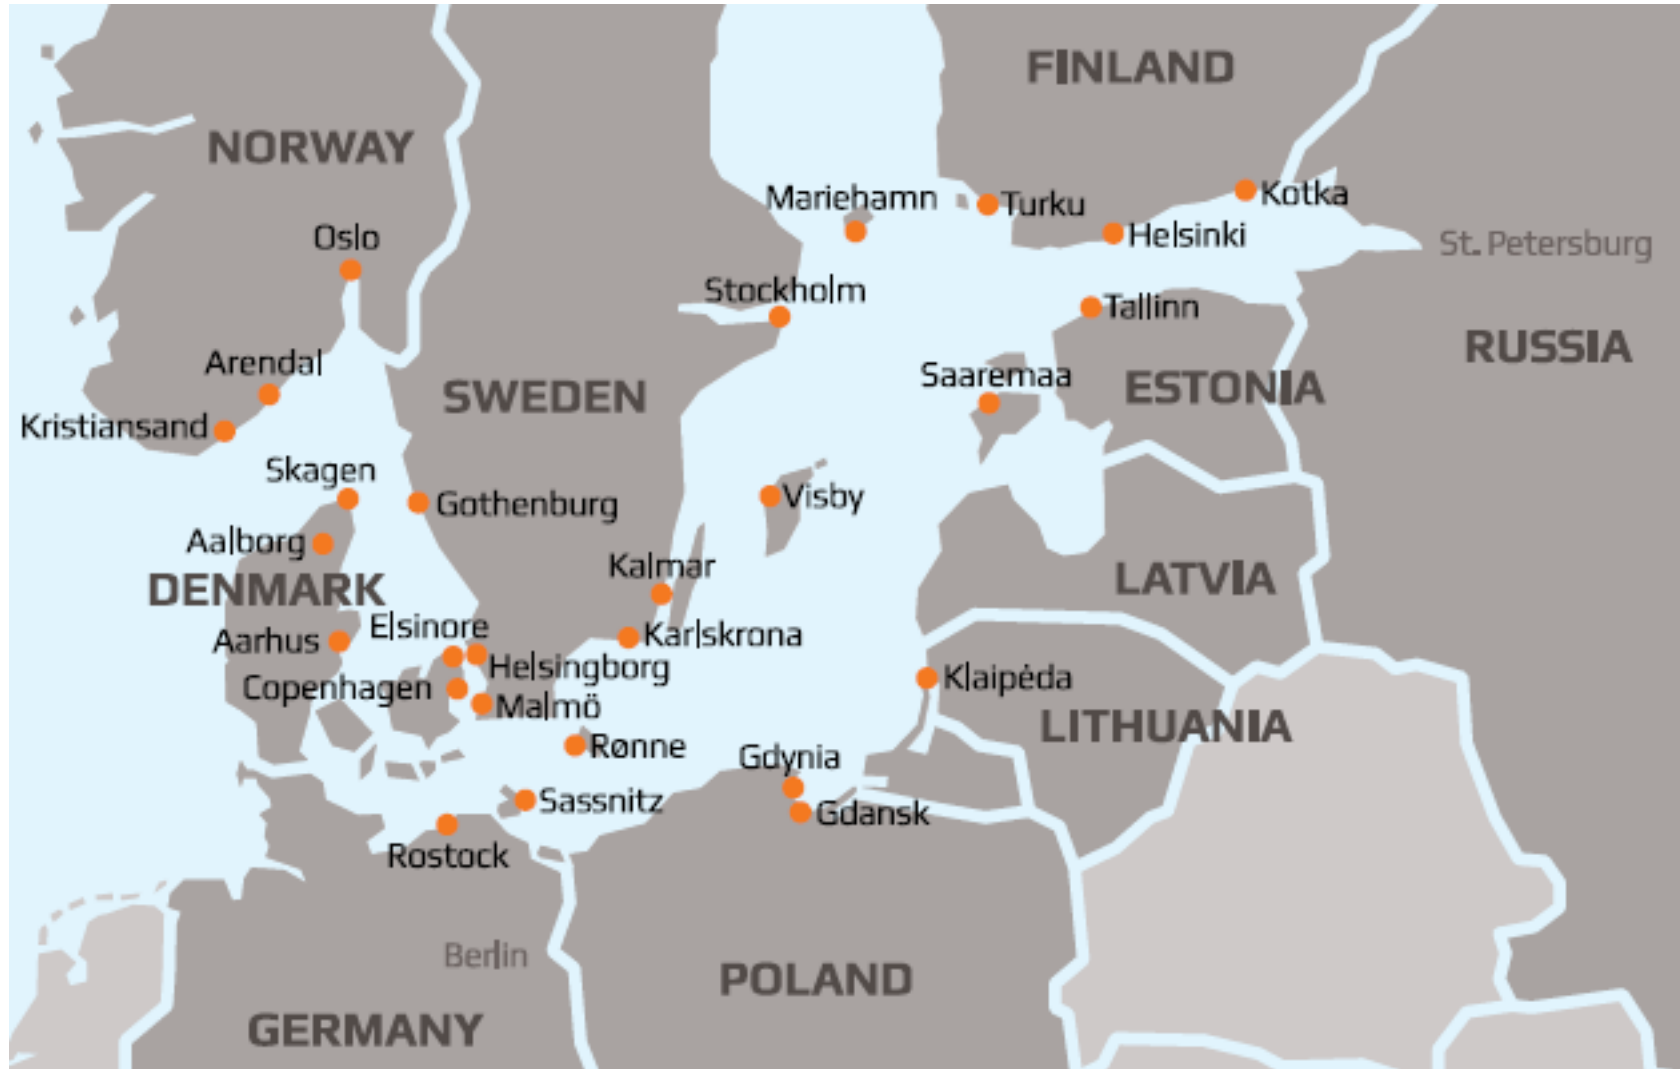 FINLAND
NORWAY
Mariehamn
Turku
Kotka
Oslo
Helsinki
St. Petersburg
Stockholm
Tallinn
RUSSIA
Arendal
Saaremaa
ESTONIA
SWEDEN
Kristiansand
Skagen
Gothenburg
Visby
Aalborg
Kalmar
LATVIA
DENMARK
Elsinore
Aarhus
Karlskrona
Helsingborg
Copenhagen
Klaipėda
Malmö
LITHUANIA
Rønne
Gdynia
Sassnitz
Gdansk
Rostock
Berlin
POLAND
GERMANY